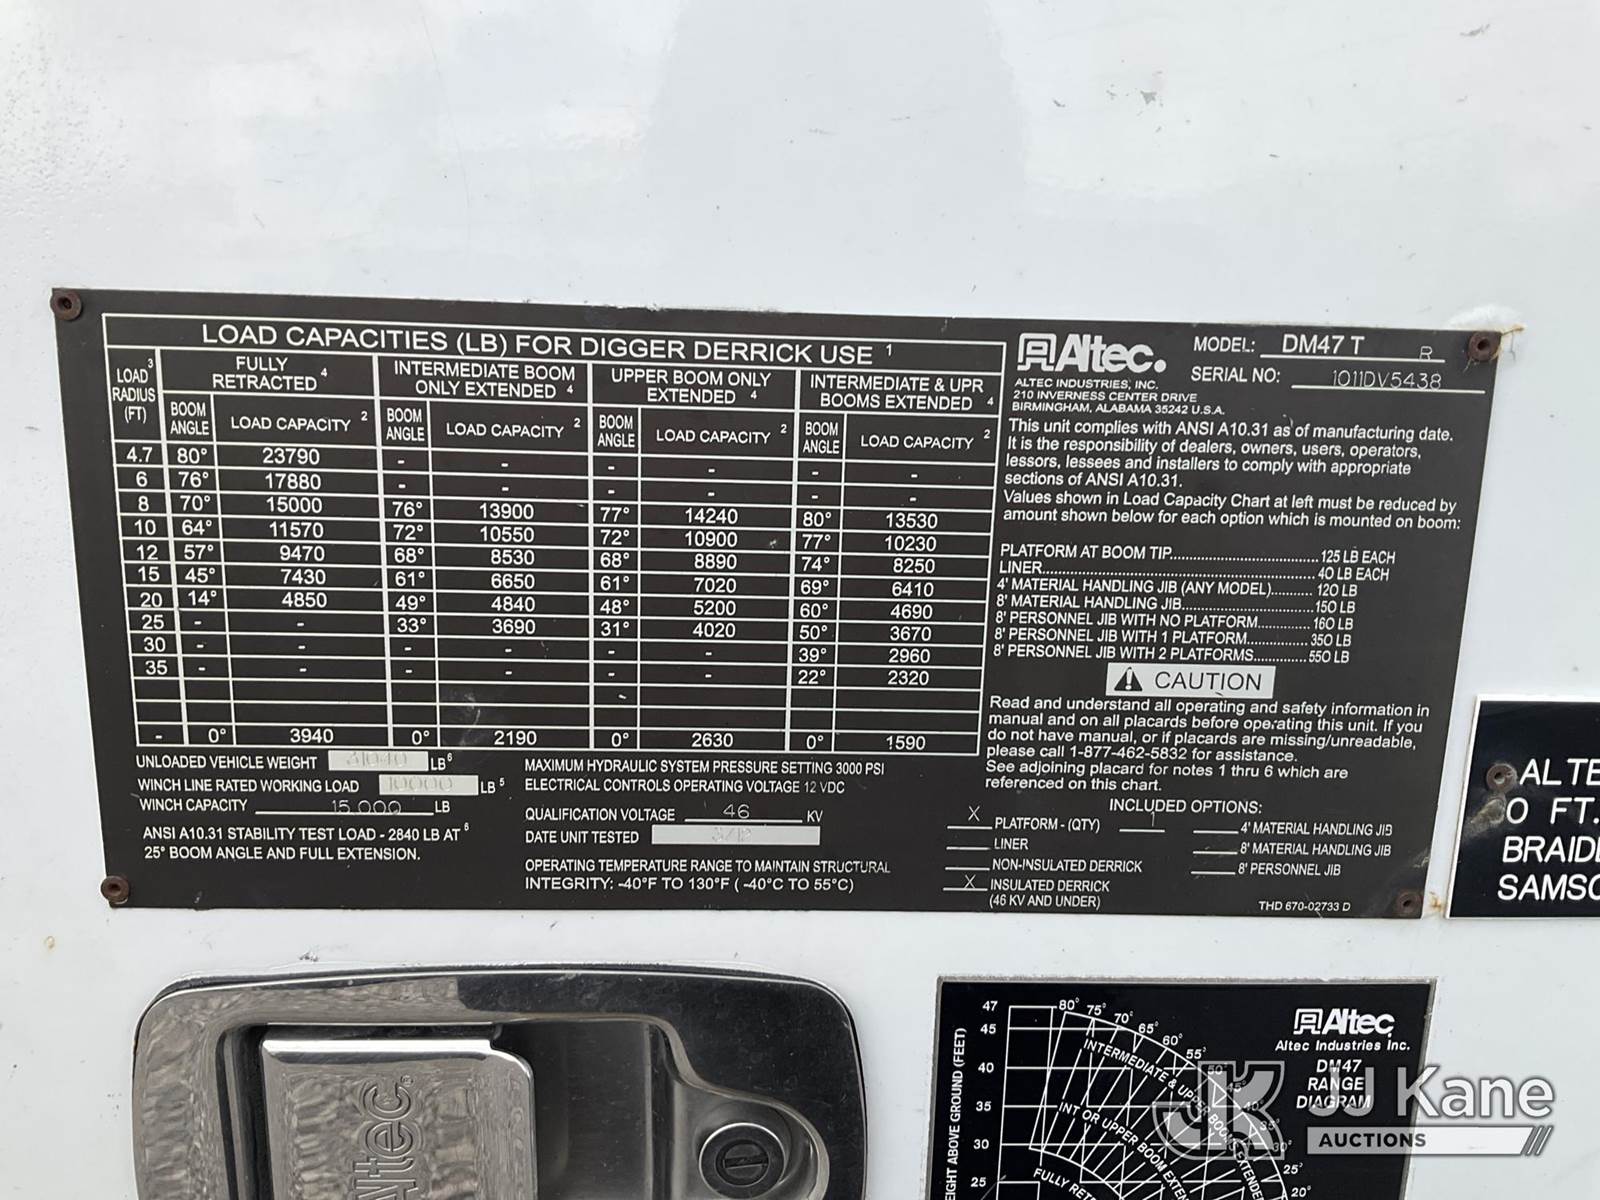 LOAD CAPACITIES (LB) FOR DIGGER DERRICK USE 1
LOAD 3 RADIUS (FT)
FULLY RETRACTED 4
INTERMEDIATE BOOM ONLY EXTENDED 4
UPPER BOOM ONLY EXTENDED 4
INTERMEDIATE & UPR BOOMS EXTENDED 4
BOOM ANGLE LOAD CAPACITY 2 BOOM ANGLE LOAD CAPACITY 2 BOOM ANGLE LOAD CAPACITY 2 BOOM ANGLE LOAD CAPACITY 2
4.7 80° 23790 - - - - - -
6 76° 17880 - - - - - -
8 70° 15000 76° 13900 77° 14240 80° 13530
10 64° 11570 72° 10550 72° 10900 77° 10230
12 57° 9470 68° 8530 68° 8890 74° 8250
15 45° 7430 61° 6650 61° 7020 69° 6410
20 14° 4850 49° 4840 48° 5200 60° 4690
25 - - 33° 3690 31° 4020 50° 3670
30 - - - - - - 39° 2960
35 - - - - - - 22° 2320
- 0° 3940 0° 2190 0° 2630 0° 1590
UNLOADED VEHICLE WEIGHT 31040 LB 6
WINCH LINE RATED WORKING LOAD 10000 LB 5
WINCH CAPACITY 15,000 LB
ANSI A10.31 STABILITY TEST LOAD - 2840 LB AT 6
25° BOOM ANGLE AND FULL EXTENSION.
MAXIMUM HYDRAULIC SYSTEM PRESSURE SETTING 3000 PSI
ELECTRICAL CONTROLS OPERATING VOLTAGE 12 VDC
QUALIFICATION VOLTAGE 46 KV
DATE UNIT TESTED 3/12
OPERATING TEMPERATURE RANGE TO MAINTAIN STRUCTURAL
INTEGRITY: -40°F TO 130°F ( -40°C TO 55°C)
Altec.
ALTEC INDUSTRIES, INC.
210 INVERNESS CENTER DRIVE
BIRMINGHAM, ALABAMA 35242 U.S.A.
MODEL: DM47 T R
SERIAL NO: 1011DV5438
This unit complies with ANSI A10.31 as of manufacturing date.
It is the responsibility of dealers, owners, users, operators,
lessors, lessees and installers to comply with appropriate
sections of ANSI A10.31.
Values shown in Load Capacity Chart at left must be reduced by
amount shown below for each option which is mounted on boom:
PLATFORM AT BOOM TIP.................125 LB EACH
LINER.................40 LB EACH
4' MATERIAL HANDLING JIB (ANY MODEL)..........120 LB
8' MATERIAL HANDLING JIB.................150 LB
8' PERSONNEL JIB WITH NO PLATFORM.............160 LB
8' PERSONNEL JIB WITH 1 PLATFORM..............350 LB
8' PERSONNEL JIB WITH 2 PLATFORMS.............550 LB
CAUTION
Read and understand all operating and safety information in
manual and on all placards before operating this unit. If you
do not have manual, or if placards are missing/unreadable,
please call 1-877-462-5832 for assistance.
See adjoining placard for notes 1 thru 6 which are
referenced on this chart.
INCLUDED OPTIONS:
X PLATFORM - (QTY) 1
LINER
NON-INSULATED DERRICK
X INSULATED DERRICK
(46 KV AND UNDER)
4' MATERIAL HANDLING JIB
8' MATERIAL HANDLING JIB
8' PERSONNEL JIB
THD 670-02733 D
ALTE
0 FT.
BRAID
SAMSO
Altec
Altec Industries Inc.
DM47
RANGE
DIAGRAM
47
45
40
35
30
25
EIGHT ABOVE GROUND (FEET)
80° 75° 70° 65° 60° 55° 50° 45° 40° 35° 30° 25° 20°
INTERMEDIATE & UPPER BOOMS EXTENDED
INT OR UPPER BOOM EXTEN
FULLY RET
Altec
JK JJ Kane
AUCTIONS